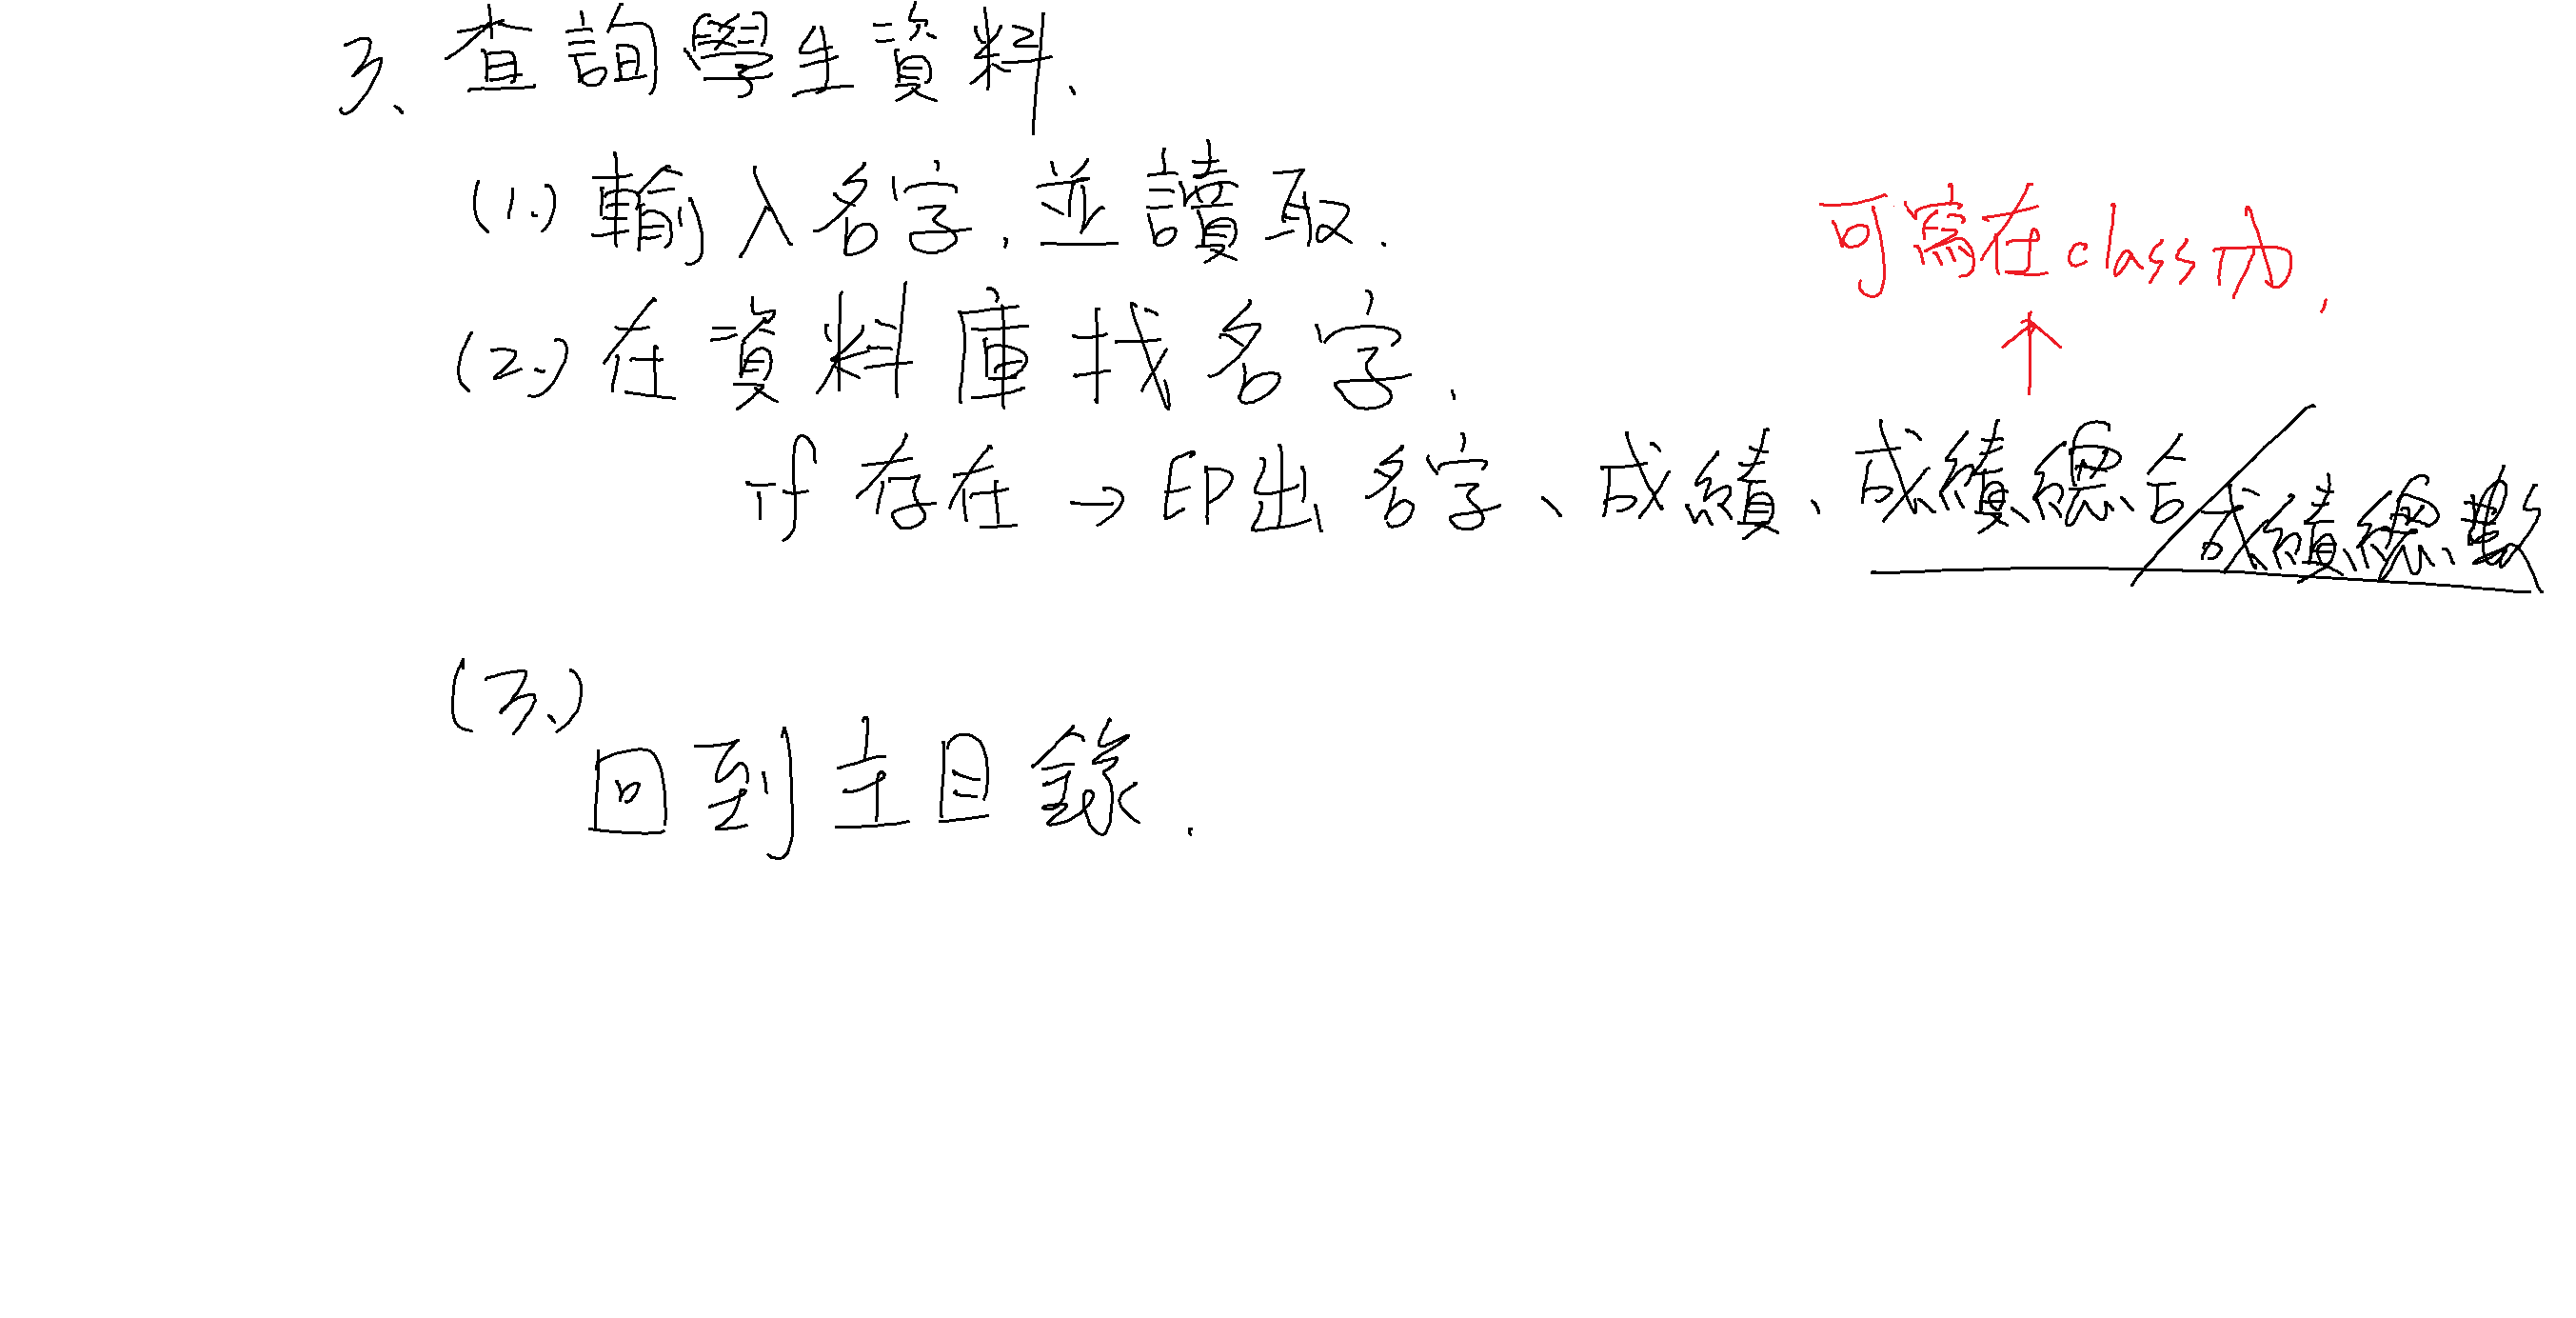 3、查詢學生資料.
(1.) 輸入名字, 並讀取.
可寫在class內.
(2.) 在資料庫找名字.
↑
if 存在 → 印出 名字、成績、成績總合/成績總數
(3.)
回到主目錄.